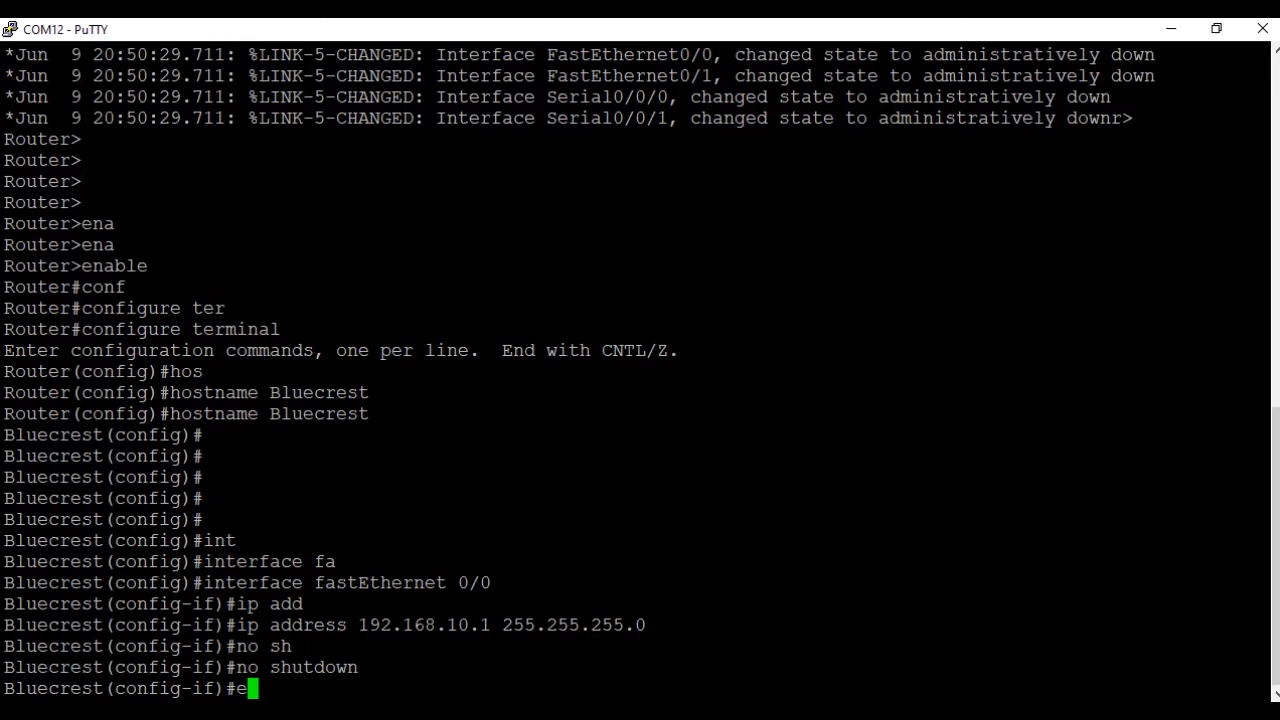 COM12 - PuTTY
*Jun  9 20:50:29.711: %LINK-5-CHANGED: Interface FastEthernet0/0, changed state to administratively down
*Jun  9 20:50:29.711: %LINK-5-CHANGED: Interface FastEthernet0/1, changed state to administratively down
*Jun  9 20:50:29.711: %LINK-5-CHANGED: Interface Serial0/0/0, changed state to administratively down
*Jun  9 20:50:29.711: %LINK-5-CHANGED: Interface Serial0/0/1, changed state to administratively downr>
Router>
Router>
Router>
Router>
Router>ena
Router>ena
Router>enable
Router#conf
Router#configure ter
Router#configure terminal
Enter configuration commands, one per line.  End with CNTL/Z.
Router(config)#hos
Router(config)#hostname Bluecrest
Router(config)#hostname Bluecrest
Bluecrest(config)#
Bluecrest(config)#
Bluecrest(config)#
Bluecrest(config)#
Bluecrest(config)#
Bluecrest(config)#int
Bluecrest(config)#interface fa
Bluecrest(config)#interface fastEthernet 0/0
Bluecrest(config-if)#ip add
Bluecrest(config-if)#ip address 192.168.10.1 255.255.255.0
Bluecrest(config-if)#no sh
Bluecrest(config-if)#no shutdown
Bluecrest(config-if)#e